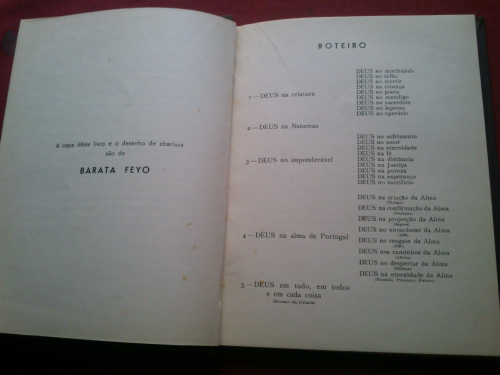 A capa dêste livro e o desenho de abertura
são de
BARATA FEYO
ROTEIRO
1 — DEUS na criatura
DEUS no moribundo
DEUS no órfão
DEUS na criança
DEUS no poeta
DEUS no mendigo
DEUS no sacerdote
DEUS no leproso
DEUS no operário
2 — DEUS na Natureza
3 — DEUS no imponderável
DEUS no sofrimento
DEUS no amor
DEUS na eternidade
DEUS na fé
DEUS na distância
DEUS na Justiça
DEUS na pureza
DEUS na esperança
DEUS no sacrifício
4 — DEUS na alma de Portugal
DEUS na criação da Alma
DEUS na confirmação da Alma
DEUS na projecção da Alma
(Sagres)
DEUS no entardecer da Alma
DEUS no resgate da Alma
DEUS nos caminhos da Alma
DEUS no despertar da Alma
(Fátima)
DEUS na eternidade da Alma
5 — DEUS em tudo, em todos
e em cada coisa
(Resumo da jornada)